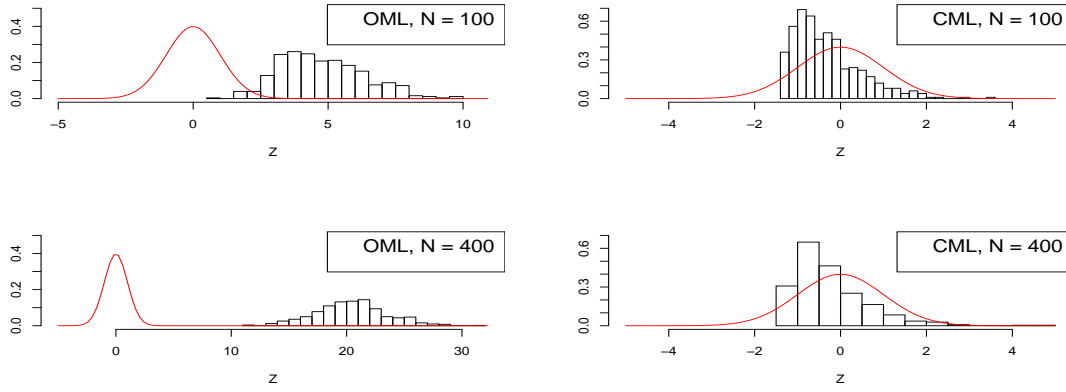 OML, N = 100
0.0 0.2 0.4
−5 0 5 10
Z
CML, N = 100
0.0 0.3 0.6
−4 −2 0 2 4
Z
OML, N = 400
0.0 0.2 0.4
0 10 20 30
Z
CML, N = 400
0.0 0.3 0.6
−4 −2 0 2 4
Z